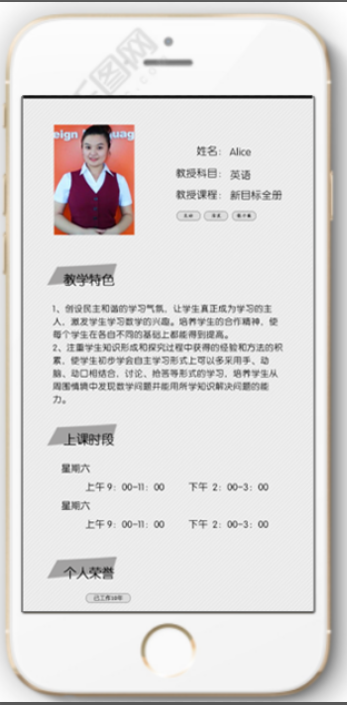 eign
uag
姓名： Alice
教授科目： 英语
教授课程： 新目标全册
教学特色
1、创设民主和谐的学习气氛，让学生真正成为学习的主
人，激发学生学习数学的兴趣。培养学生的合作精神，使
每个学生在各自不同的基础上都能得到提高。
2、注重学生知识形成和探究过程中获得的经验和方法的积
累，使学生初步学会自主学习形式上可以多采用手、动
脑、动口相结合，讨论、抢答等形式的学习，培养学生从
周围情境中发现数学问题并能用所学知识解决问题的能
力。
上课时段
星期六
上午 9：00-11：00 下午 2：00-3：00
星期六
上午 9：00-11：00 下午 2：00-3：00
个人荣誉
已工作10年